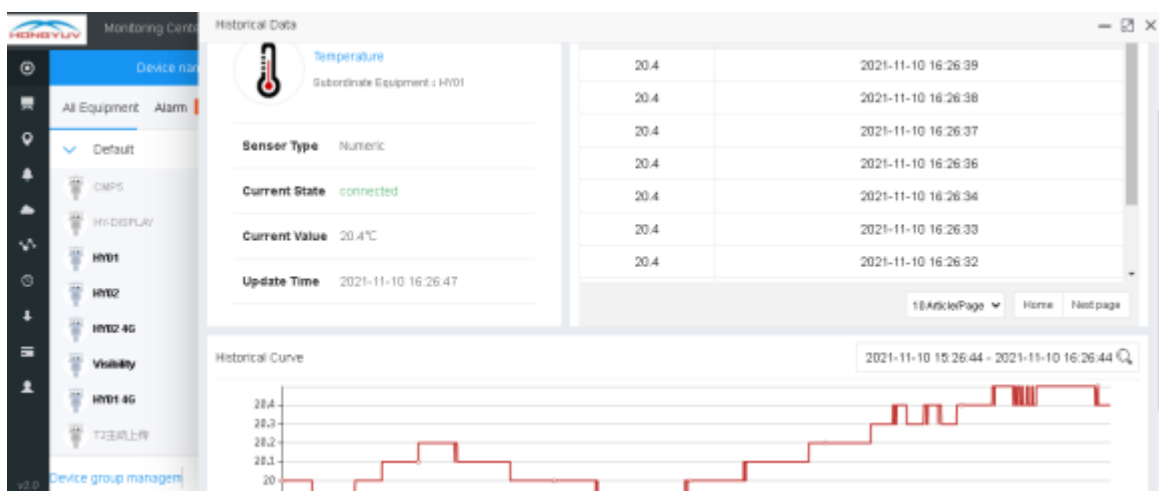 HONGYUV
Monitoring Cente
Historical Data
Device nam
All Equipment Alarm
Default
CMP5
HY-DISPLAY
HY01
HY02
HY02 4G
Visibility
HY01 4G
T2主动上传
Device group managem
v2.0
Temperature
Subordinate Equipment : HY01
Sensor Type Numeric
Current State connected
Current Value 20.4℃
Update Time 2021-11-10 16:26:47
20.4 2021-11-10 16:26:39
20.4 2021-11-10 16:26:38
20.4 2021-11-10 16:26:37
20.4 2021-11-10 16:26:36
20.4 2021-11-10 16:26:34
20.4 2021-11-10 16:26:33
20.4 2021-11-10 16:26:32
10 Article/Page Home Next page
Historical Curve
2021-11-10 15:26:44 - 2021-11-10 16:26:44
20.4
20.3
20.2
20.1
20